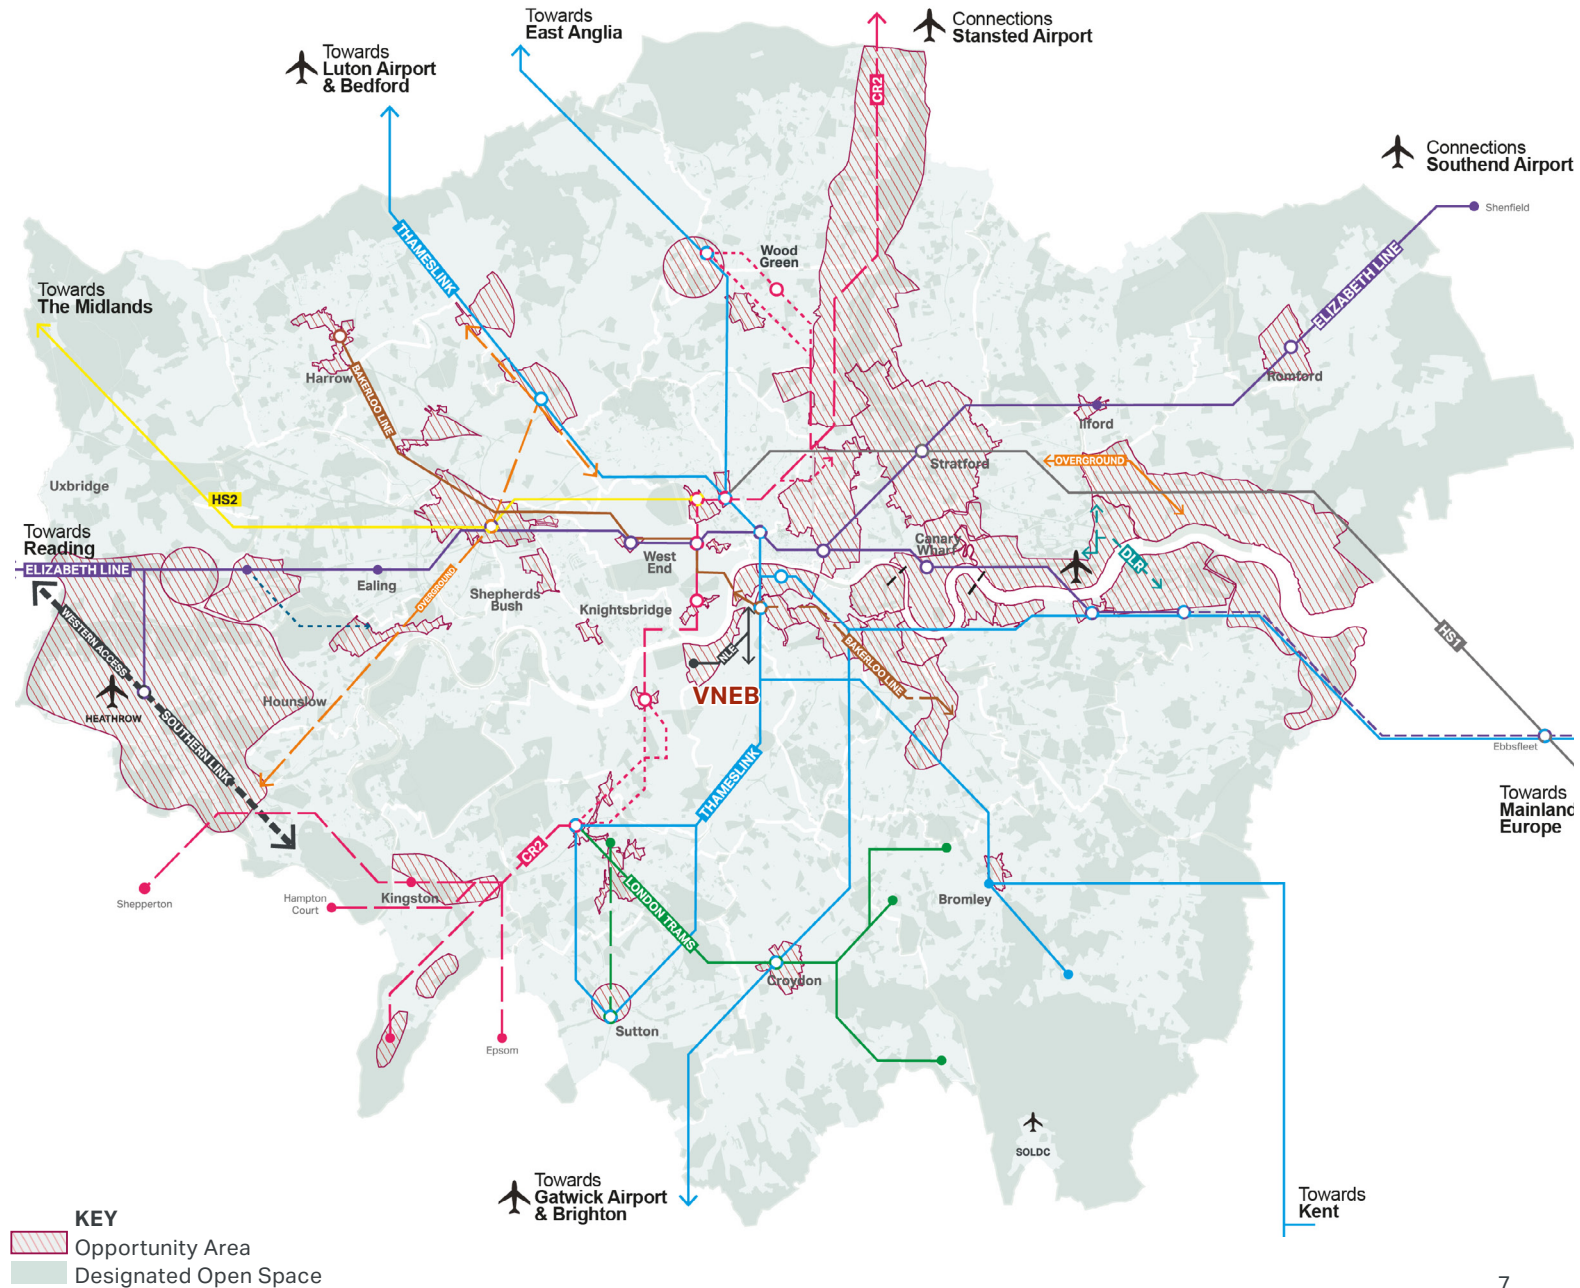 Towards
East Anglia
Connections
Stansted Airport
Towards
Luton Airport
& Bedford
CR2
Connections
Southend Airport
Shenfield
THAMESLINK
Wood
Green
ELIZABETH LINE
Towards
The Midlands
Harrow
BAKERLOO LINE
Romford
Ilford
OVERGROUND
Stratford
Uxbridge
HS2
Towards
Reading
ELIZABETH LINE
Ealing
OVERGROUND
Shepherds
Bush
West
End
Knightsbridge
Canary
Wharf
DLR
HS1
WESTERN ACCESS
HEATHROW
SOUTHERN LINK
Hounslow
NLE
VNEB
BAKERLOO LINE
THAMESLINK
Ebbsfleet
Towards
Mainland
Europe
CR2
Shepperton
Hampton
Court
Kingston
LONDON TRAMS
Bromley
Croydon
Sutton
Epsom
SOLDC
Towards
Gatwick Airport
& Brighton
Towards
Kent
KEY
Opportunity Area
Designated Open Space
7